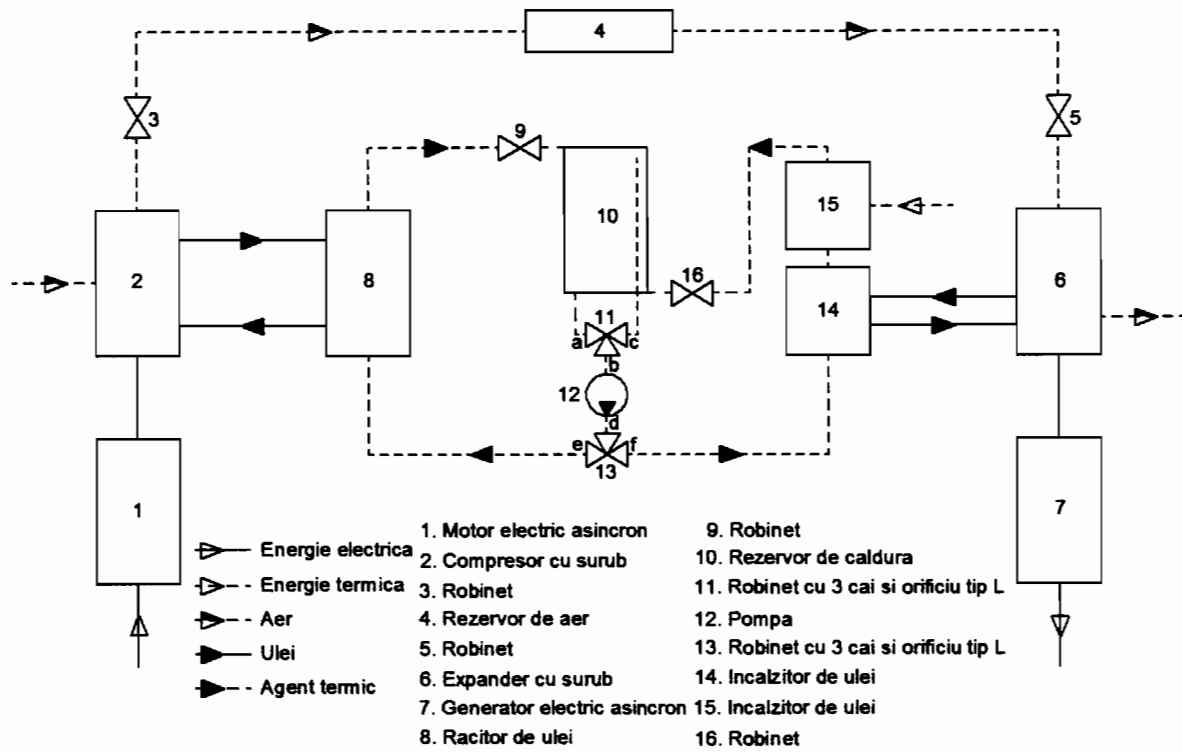 4
3
5
9
2
8
10
15
16
14
6
11
a
c
b
12
d
e
f
13
1
7
Energie electrica
Energie termica
Aer
Ulei
Agent termic
1. Motor electric asincron
2. Compresor cu surub
3. Robinet
4. Rezervor de aer
5. Robinet
6. Expander cu surub
7. Generator electric asincron
8. Racitor de ulei
9. Robinet
10. Rezervor de caldura
11. Robinet cu 3 cai si orificiu tip L
12. Pompa
13. Robinet cu 3 cai si orificiu tip L
14. Incalzitor de ulei
15. Incalzitor de ulei
16. Robinet